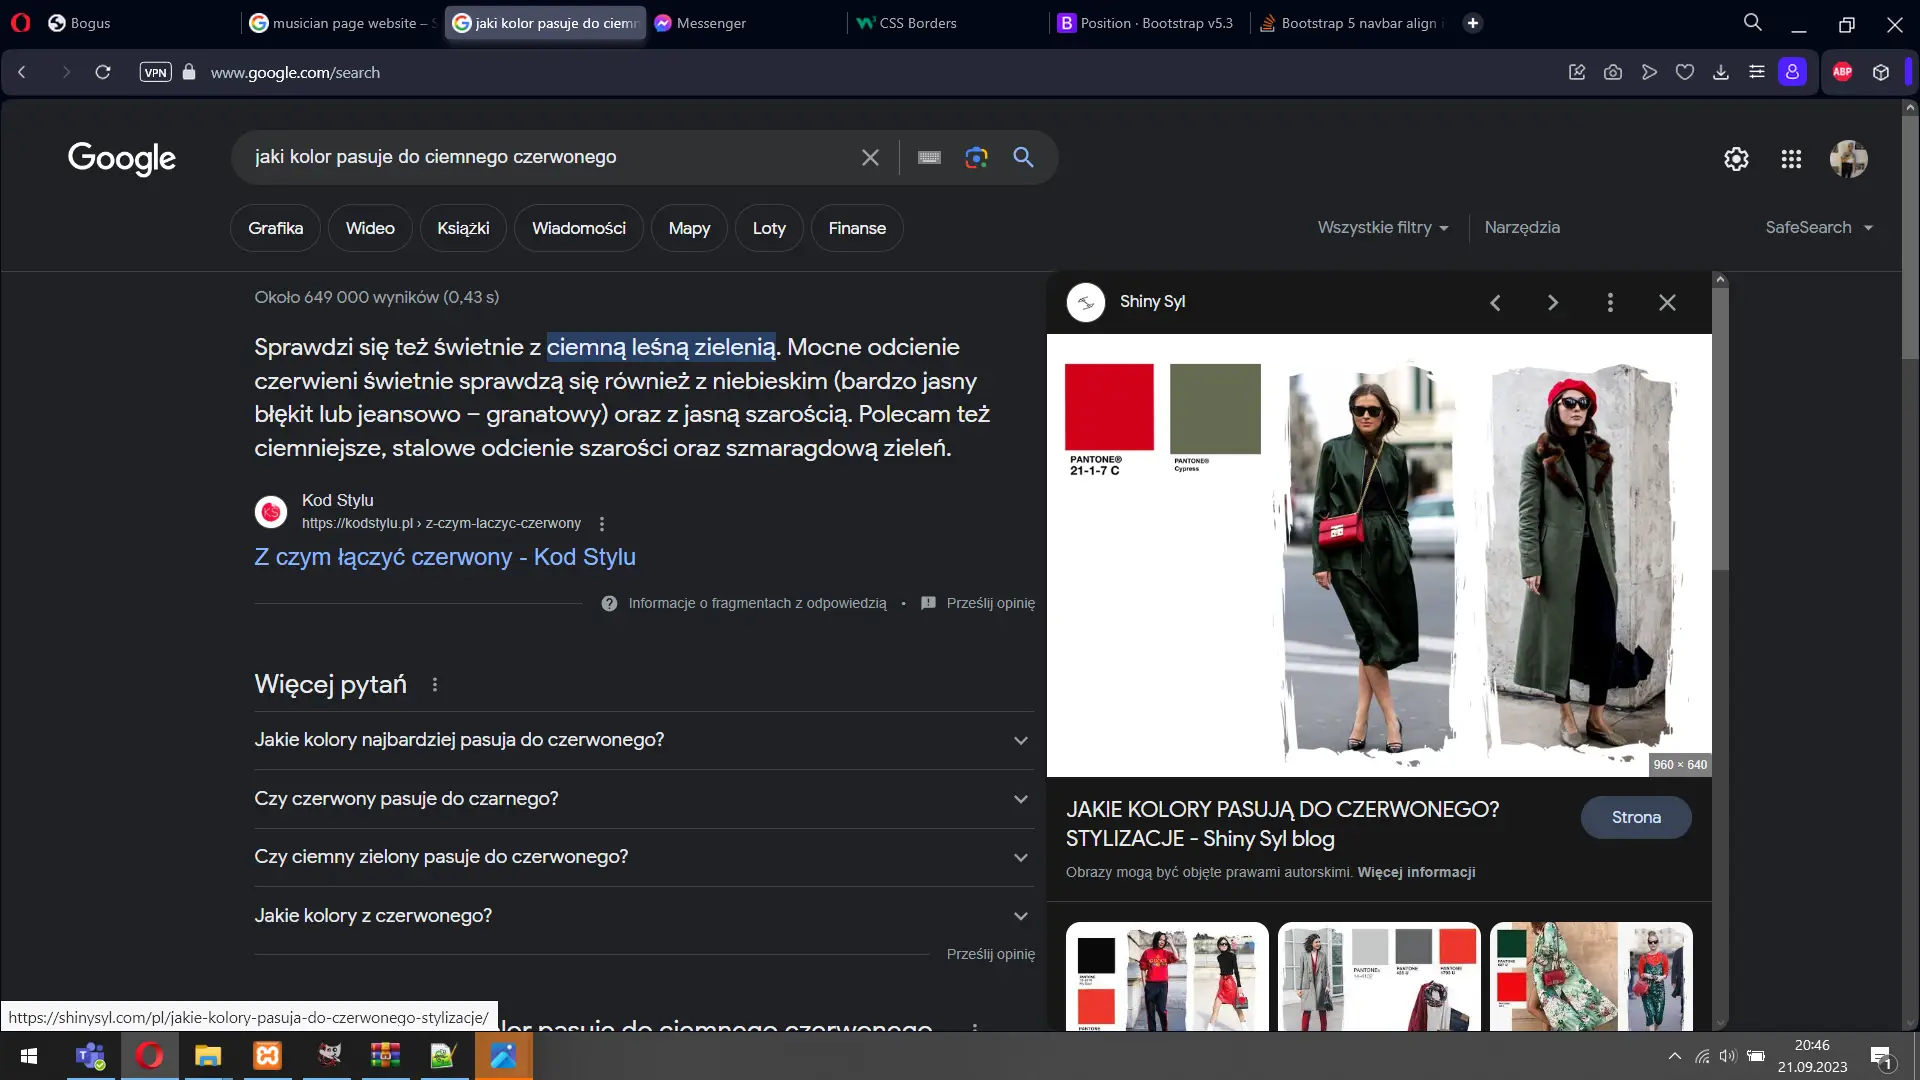 Bogus
musician page website –
jaki kolor pasuje do ciemn
Messenger
CSS Borders
Position · Bootstrap v5.3
Bootstrap 5 navbar align
VPN
www.google.com/search
ABP
Google
jaki kolor pasuje do ciemnego czerwonego
Grafika
Wideo
Książki
Wiadomości
Mapy
Loty
Finanse
Wszystkie filtry
Narzędzia
SafeSearch
Około 649 000 wyników (0,43 s)
Sprawdzi się też świetnie z ciemną leśną zielenią. Mocne odcienie
czerwieni świetnie sprawdzą się również z niebieskim (bardzo jasny
błękit lub jeansowo – granatowy) oraz z jasną szarością. Polecam też
ciemniejsze, stalowe odcienie szarości oraz szmaragdową zieleń.
KS
Kod Stylu
https://kodstylu.pl › z-czym-laczyc-czerwony
Z czym łączyć czerwony - Kod Stylu
Informacje o fragmentach z odpowiedzią
•
Prześlij opinię
Więcej pytań
Jakie kolory najbardziej pasuja do czerwonego?
Czy czerwony pasuje do czarnego?
Czy ciemny zielony pasuje do czerwonego?
Jakie kolory z czerwonego?
Prześlij opinię
Shiny Syl
PANTONE®
21-1-7 C
PANTONE®
Cypress
960 × 640
JAKIE KOLORY PASUJĄ DO CZERWONEGO?
STYLIZACJE - Shiny Syl blog
Strona
Obrazy mogą być objęte prawami autorskimi. Więcej informacji
https://shinysyl.com/pl/jakie-kolory-pasuja-do-czerwonego-stylizacje/
lor pasuje do ciemnego czerwonego
20:46
21.09.2023
1